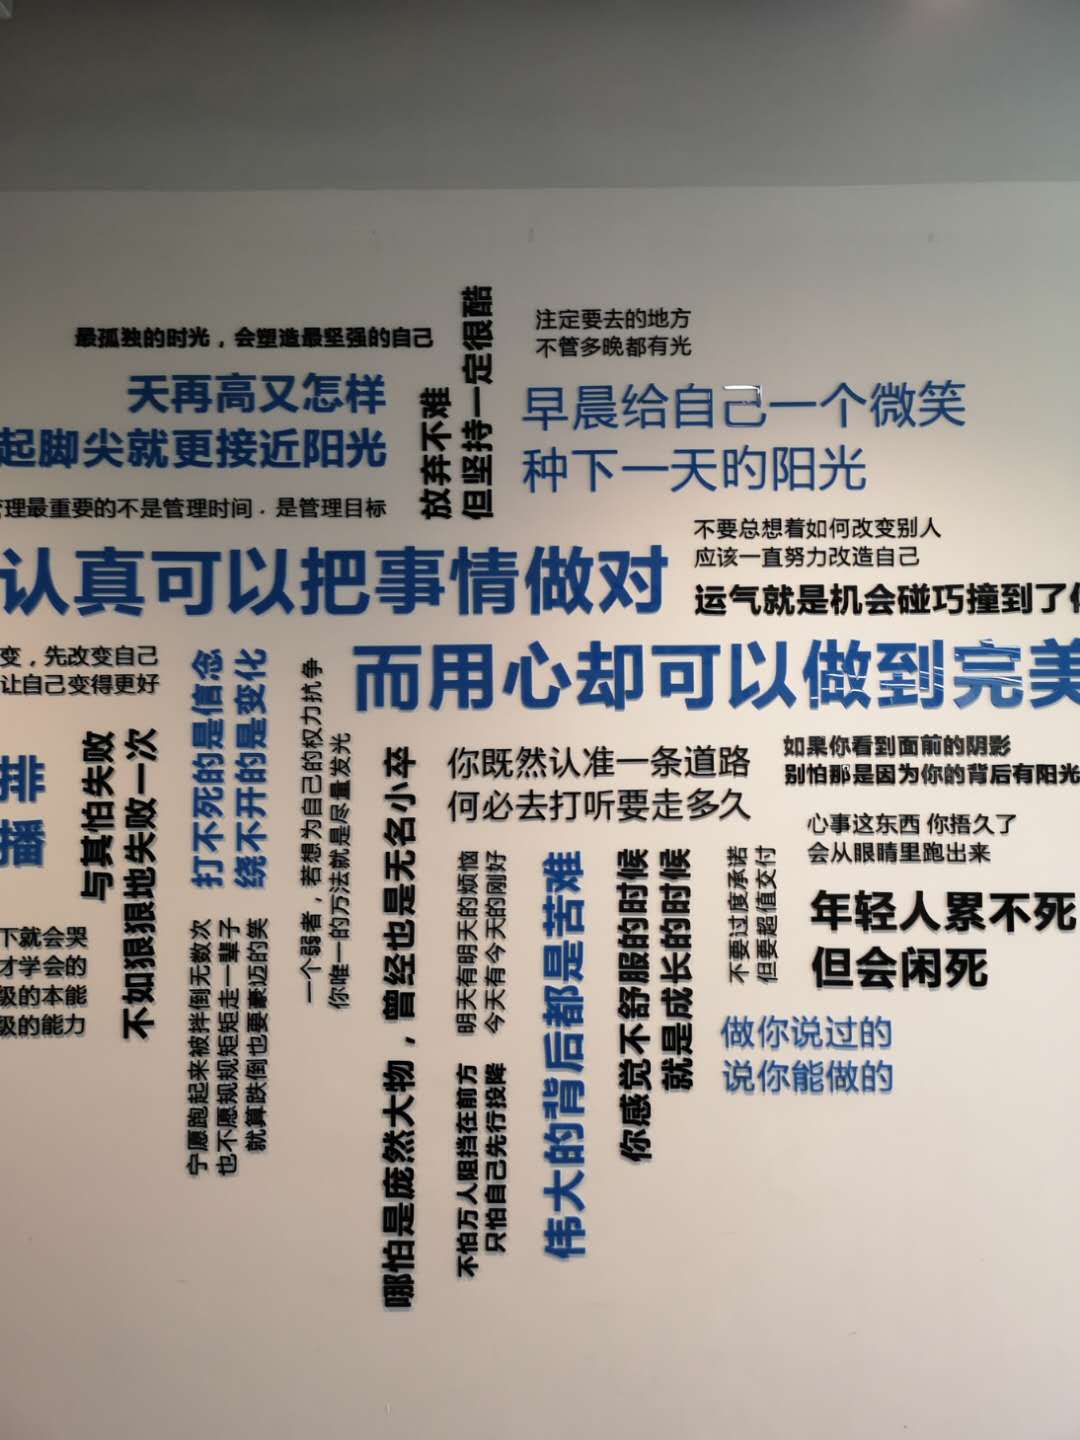 最孤独的时光，会塑造最坚强的自己
天再高又怎样
起脚尖就更接近阳光
管理最重要的不是管理时间．是管理目标
放弃不难
但坚持一定很酷
注定要去的地方
不管多晚都有光
早晨给自己一个微笑
种下一天旳阳光
不要总想着如何改变别人
应该一直努力改造自己
运气就是机会碰巧撞到了
认真可以把事情做对
而用心却可以做到完美
变，先改变自己
让自己变得更好
播
与其怕失败
不如狠狠地失败一次
打不死的是信念
绕不开的是变化
一个弱者，若想为自己的权力抗争
你唯一的万法就是尽量发光
哪怕是庞然大物，曾经也是无名小卒
你既然认准一条道路
何必去打听要走多久
如果你看到面前的阴影
别怕那是因为你的背后有阳光
心事这东西 你捂久了
会从眼睛里跑出来
年轻人累不死
但会闲死
下就会哭
才学会的
级的本能
级的能力
宁愿跑起来被拌倒无数次
也不愿规规矩矩走一辈子
就算跌倒也要豪迈的笑
明天有明天的烦恼
今天有今天的刚好
不怕万人阻挡在前方
只怕自己先行投降
伟大的背后都是苦难
你感觉不舒服的时候
就是成长的时候
不要过度承诺
但要超值交付
做你说过的
说你能做的